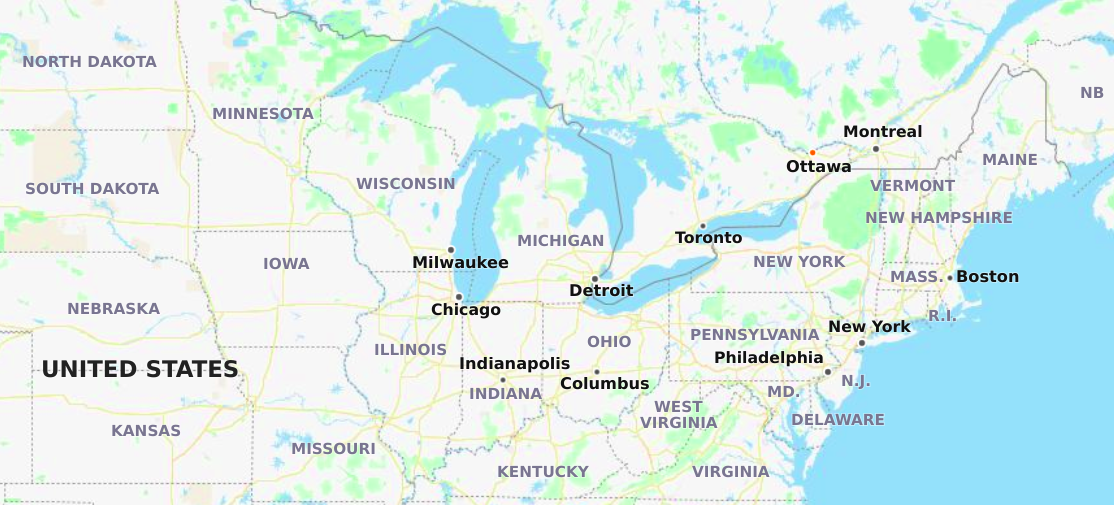 NORTH DAKOTA
NB
MINNESOTA
Montreal
MAINE
Ottawa
SOUTH DAKOTA
WISCONSIN
VERMONT
NEW HAMPSHIRE
Toronto
MICHIGAN
Milwaukee
IOWA
NEW YORK
MASS.
Boston
Detroit
NEBRASKA
Chicago
R.I.
New York
PENNSYLVANIA
OHIO
ILLINOIS
Philadelphia
Indianapolis
UNITED STATES
Columbus
N.J.
INDIANA
MD.
WEST
VIRGINIA
DELAWARE
KANSAS
MISSOURI
KENTUCKY
VIRGINIA